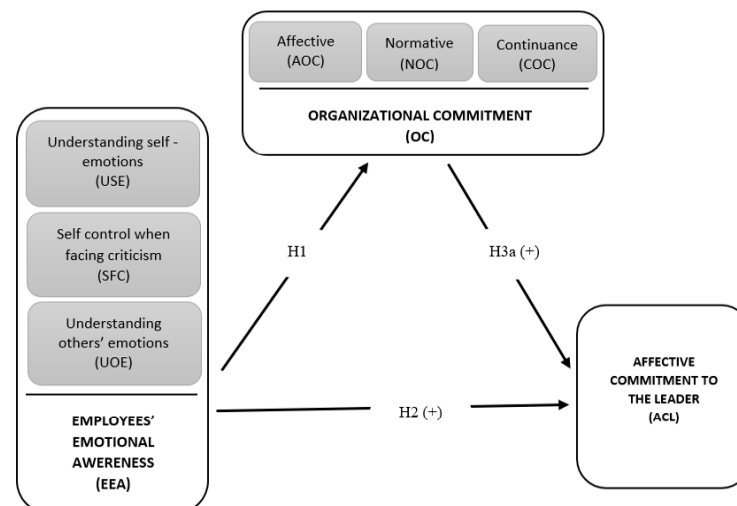 Affective
(AOC)
Normative
(NOC)
Continuance
(COC)
ORGANIZATIONAL COMMITMENT
(OC)
Understanding self -
emotions
(USE)
Self control when
facing criticism
(SFC)
Understanding
others’ emotions
(UOE)
EMPLOYEES’
EMOTIONAL
AWERENESS
(EEA)
H1
H3a (+)
H2 (+)
AFFECTIVE
COMMITMENT TO
THE LEADER
(ACL)